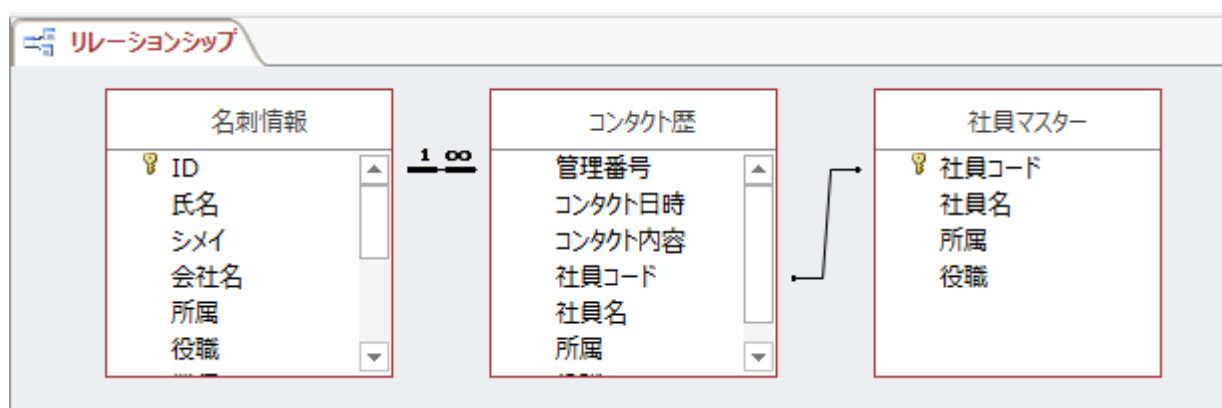 リレーションシップ
名刺情報
ID
氏名
シメイ
会社名
所属
役職
1 ∞
コンタクト歴
管理番号
コンタクト日時
コンタクト内容
社員コード
社員名
所属
社員マスター
社員コード
社員名
所属
役職